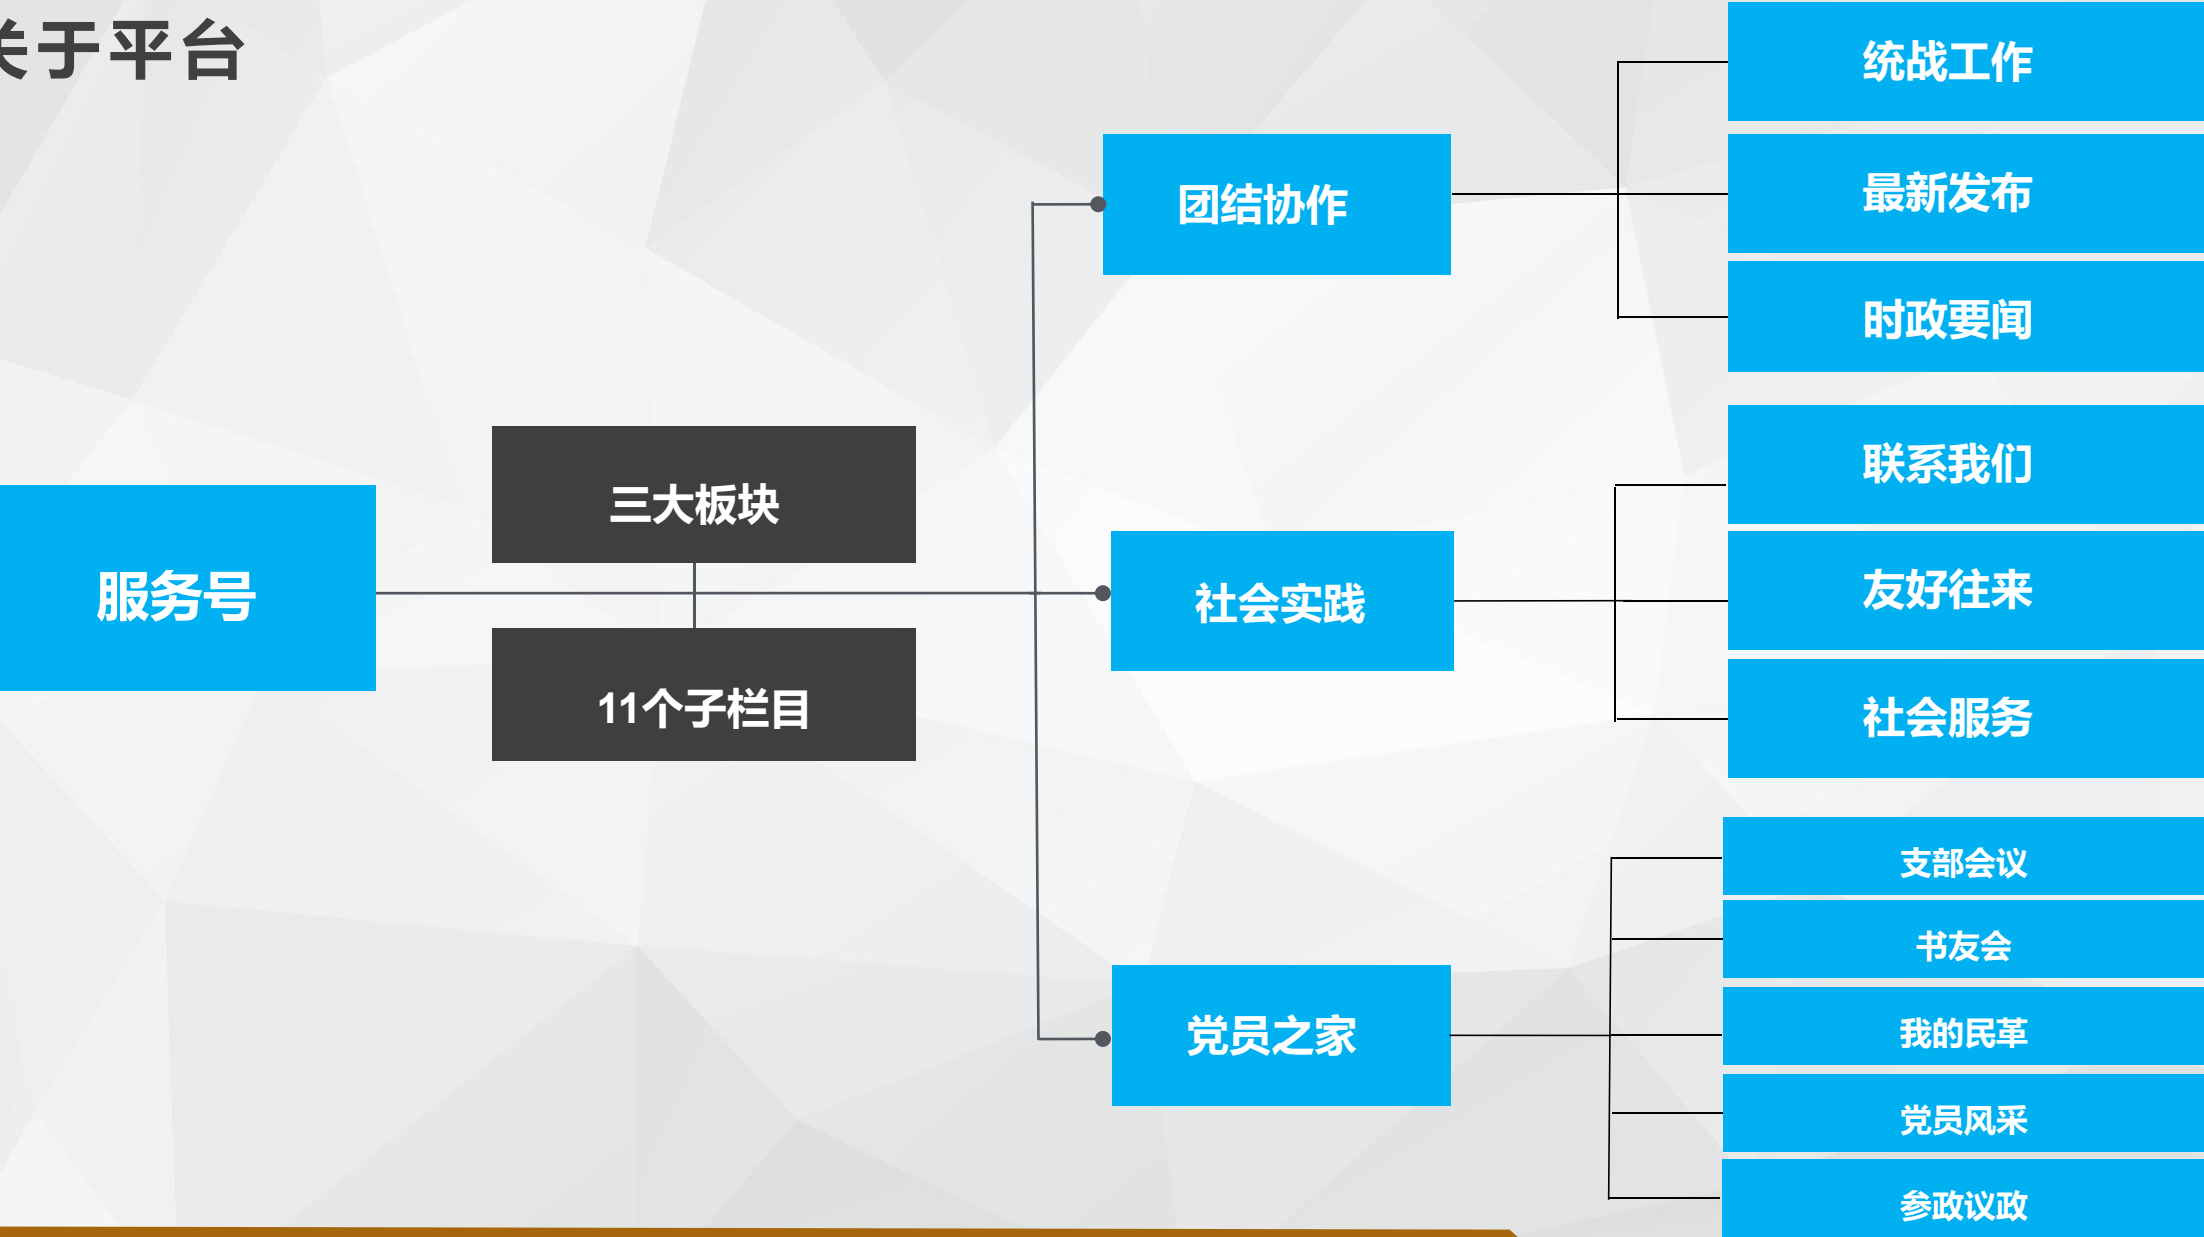 关于平台
服务号
三大板块
11个子栏目
团结协作
统战工作
最新发布
时政要闻
社会实践
联系我们
友好往来
社会服务
党员之家
支部会议
书友会
我的民革
党员风采
参政议政